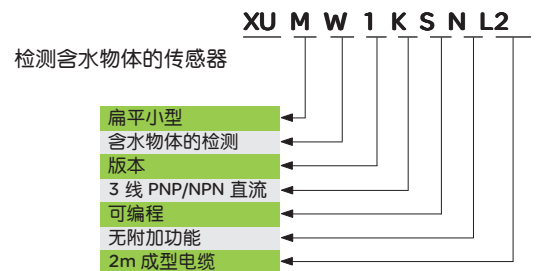 XU M W 1 K S N L2
检测含水物体的传感器
扁平小型
含水物体的检测
版本
3 线 PNP/NPN 直流
可编程
无附加功能
2m 成型电缆